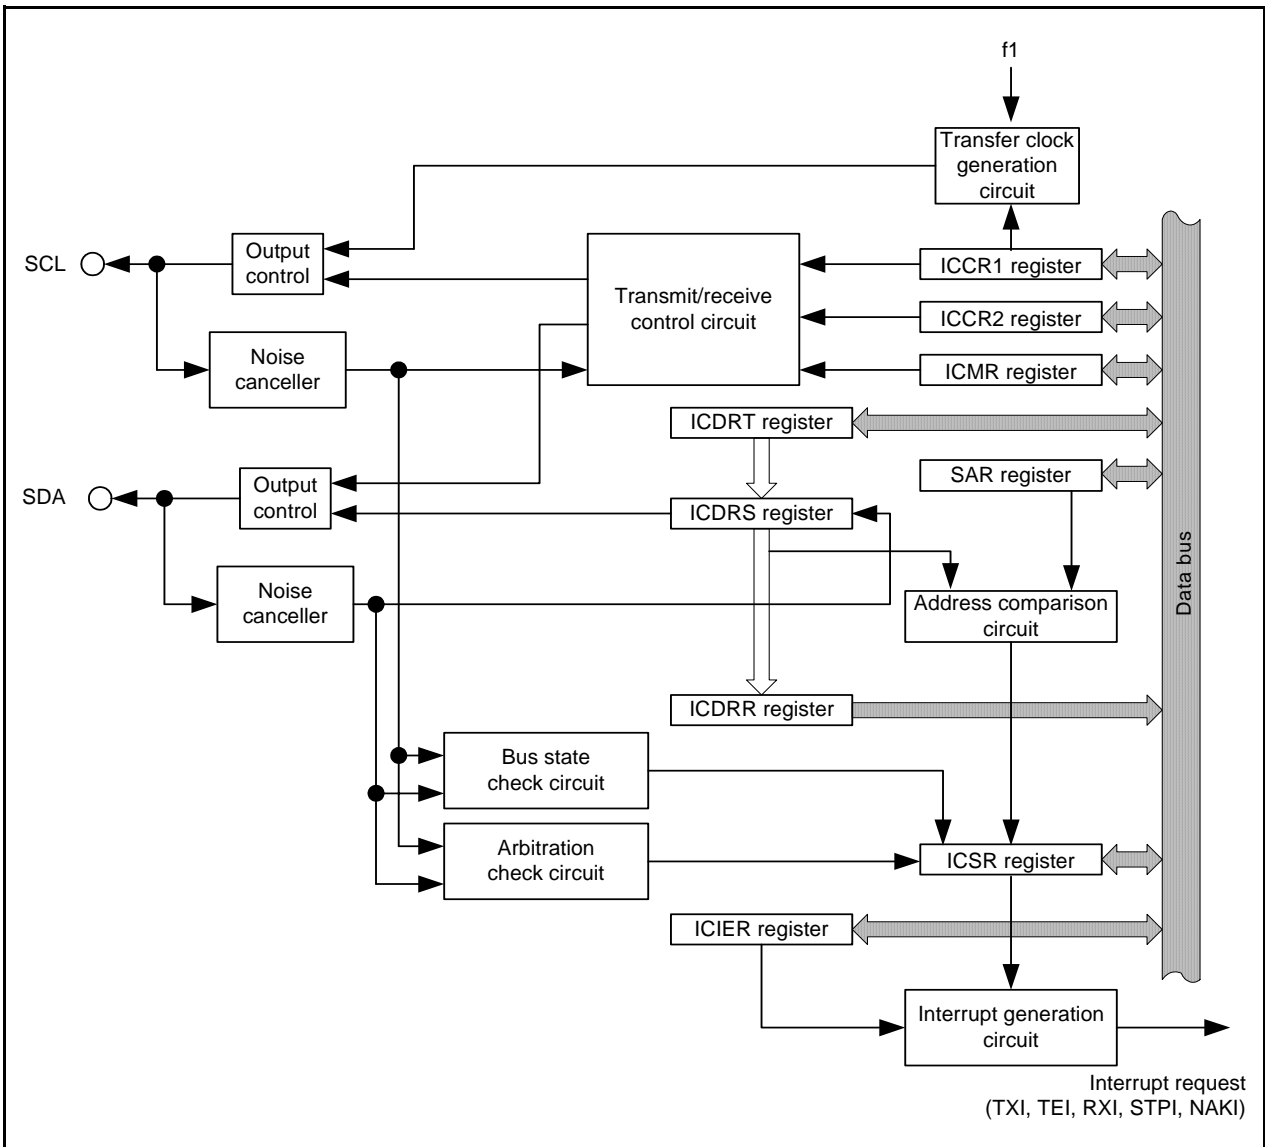 f1
Transfer clock
generation
circuit
SCL
Output
control
Transmit/receive
control circuit
ICCR1 register
ICCR2 register
ICMR register
Noise
canceller
ICDRT register
SAR register
SDA
Output
control
ICDRS register
Data bus
Noise
canceller
Address comparison
circuit
ICDRR register
Bus state
check circuit
Arbitration
check circuit
ICSR register
ICIER register
Interrupt generation
circuit
Interrupt request
(TXI, TEI, RXI, STPI, NAKI)